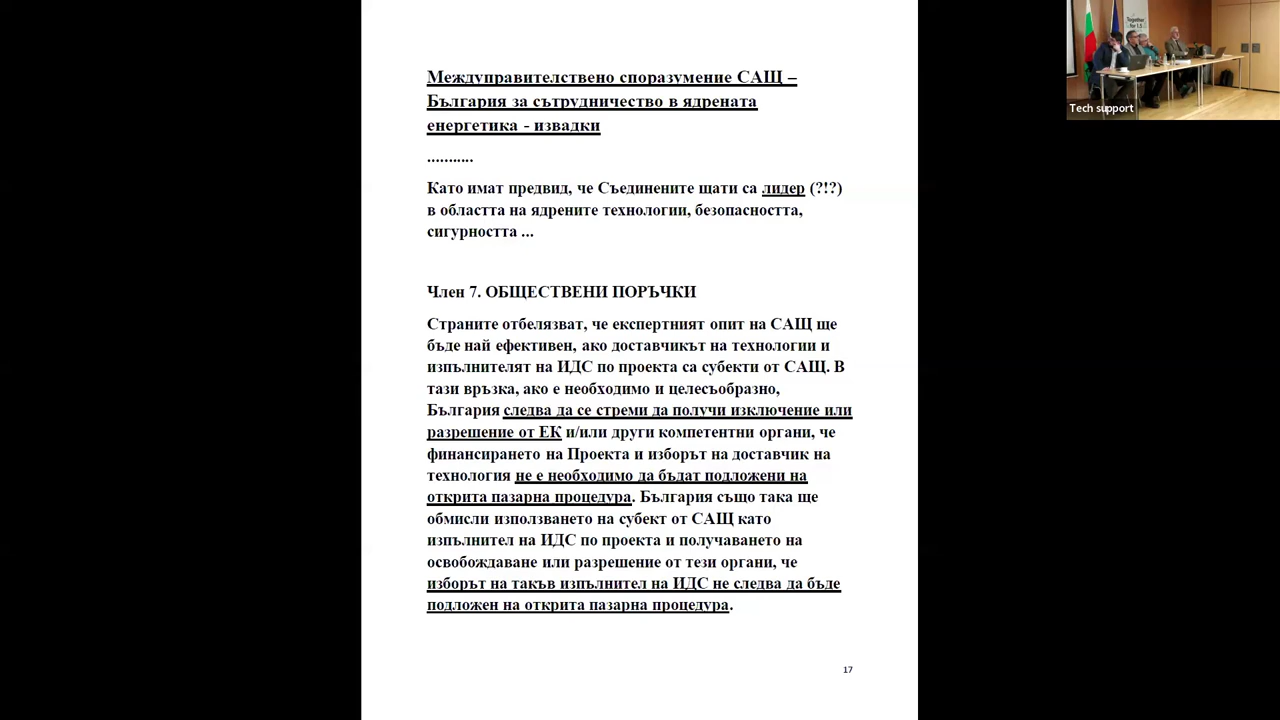 Междуправителствено споразумение САЩ –
България за сътрудничество в ядрената
енергетика - извадки
...........
Като имат предвид, че Съединените щати са лидер (?!?)
в областта на ядрените технологии, безопасността,
сигурността ...
Член 7. ОБЩЕСТВЕНИ ПОРЪЧКИ
Страните отбелязват, че експертният опит на САЩ ще
бъде най ефективен, ако доставчикът на технологии и
изпълнителят на ИДС по проекта са субекти от САЩ. В
тази връзка, ако е необходимо и целесъобразно,
България следва да се стреми да получи изключение или
разрешение от ЕК и/или други компетентни органи, че
финансирането на Проекта и изборът на доставчик на
технология не е необходимо да бъдат подложени на
открита пазарна процедура. България също така ще
обмисли използването на субект от САЩ като
изпълнител на ИДС по проекта и получаването на
освобождаване или разрешение от тези органи, че
изборът на такъв изпълнител на ИДС не следва да бъде
подложен на открита пазарна процедура.
17
Together
for 1.5
Tech support